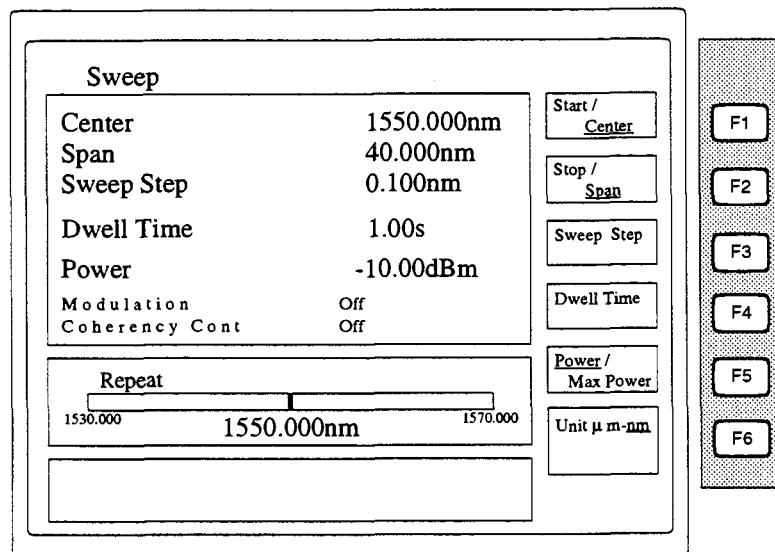 Sweep
Center 1550.000nm
Span 40.000nm
Sweep Step 0.100nm
Dwell Time 1.00s
Power -10.00dBm
Modulation Off
Coherency Cont Off
Repeat
1530.000 1550.000nm 1570.000
Start /
Center
Stop /
Span
Sweep Step
Dwell Time
Power /
Max Power
Unit μ m-nm
F1
F2
F3
F4
F5
F6